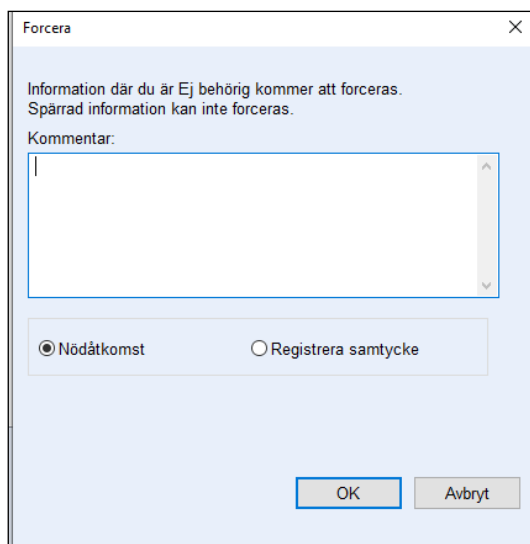 Forcera
Information där du är Ej behörig kommer att forceras.
Spärrad information kan inte forceras.
Kommentar:
Nödåtkomst Registrera samtycke
OK Avbryt